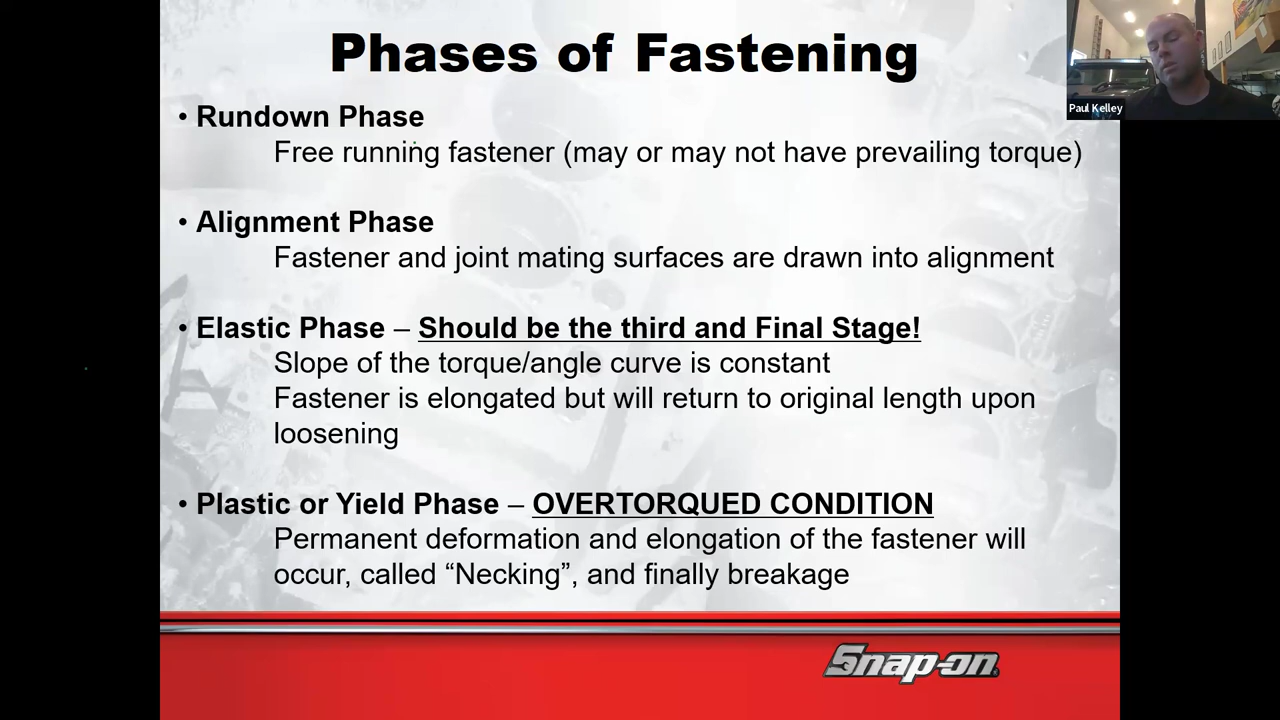 Phases of Fastening
Paul Kelley
• Rundown Phase
Free running fastener (may or may not have prevailing torque)
• Alignment Phase
Fastener and joint mating surfaces are drawn into alignment
• Elastic Phase – Should be the third and Final Stage!
Slope of the torque/angle curve is constant
Fastener is elongated but will return to original length upon
loosening
• Plastic or Yield Phase – OVERTORQUED CONDITION
Permanent deformation and elongation of the fastener will
occur, called “Necking”, and finally breakage
Snap-on